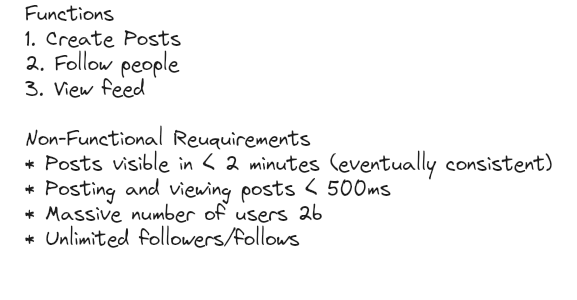 Functions
1. Create Posts
2. Follow people
3. View feed
Non-Functional Reuquirements
* Posts visible in < 2 minutes (eventually consistent)
* Posting and viewing posts < 500ms
* Massive number of users 2b
* Unlimited followers/follows